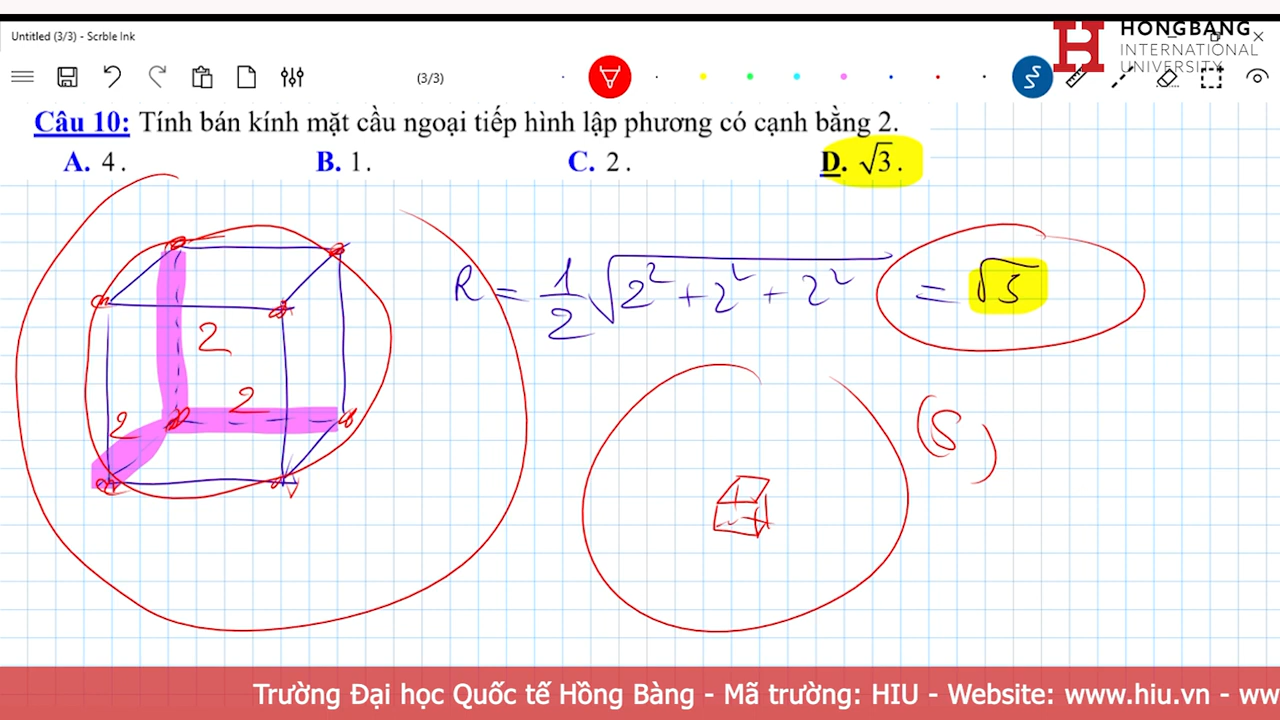 Untitled (3/3) - Scrble Ink
HONGBANG
INTERNATIONAL
UNIVERSITY
(3/3)
Câu 10: Tính bán kính mặt cầu ngoại tiếp hình lập phương có cạnh bằng 2.
A. 4. B. 1. C. 2. D. √3.
R = 1/2 √(2² + 2² + 2²) = √3
2
2
2
(S)
Trường Đại học Quốc tế Hồng Bàng - Mã trường: HIU - Website: www.hiu.vn - ww